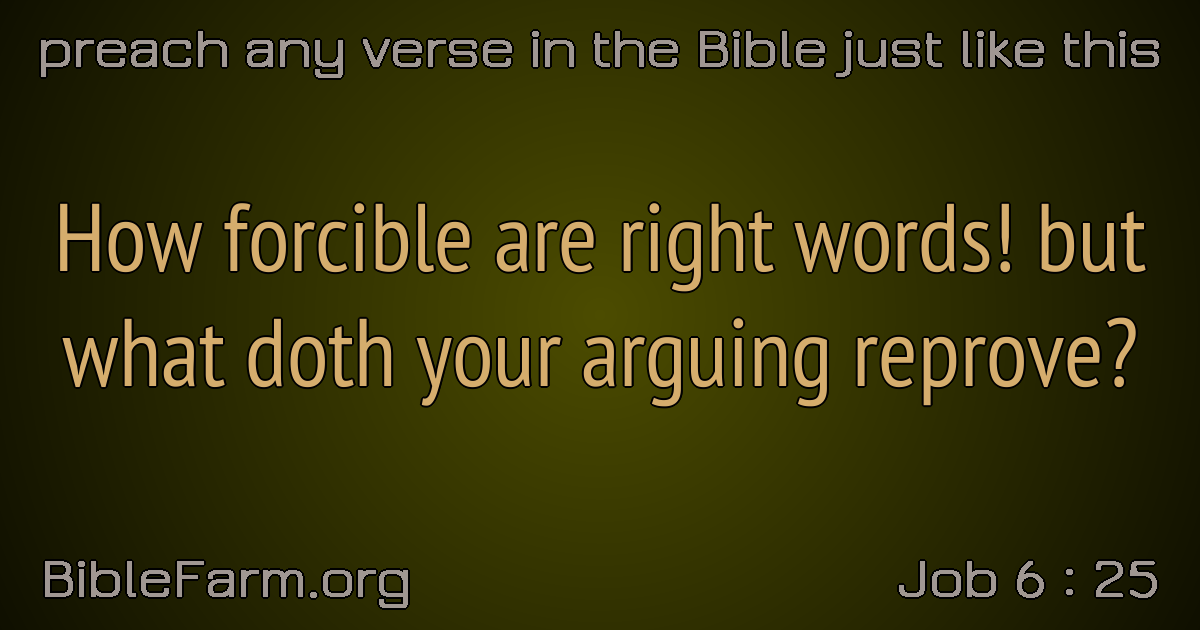 preach any verse in the Bible just like this
How forcible are right words! but
what doth your arguing reprove?
BibleFarm.org
Job 6 : 25